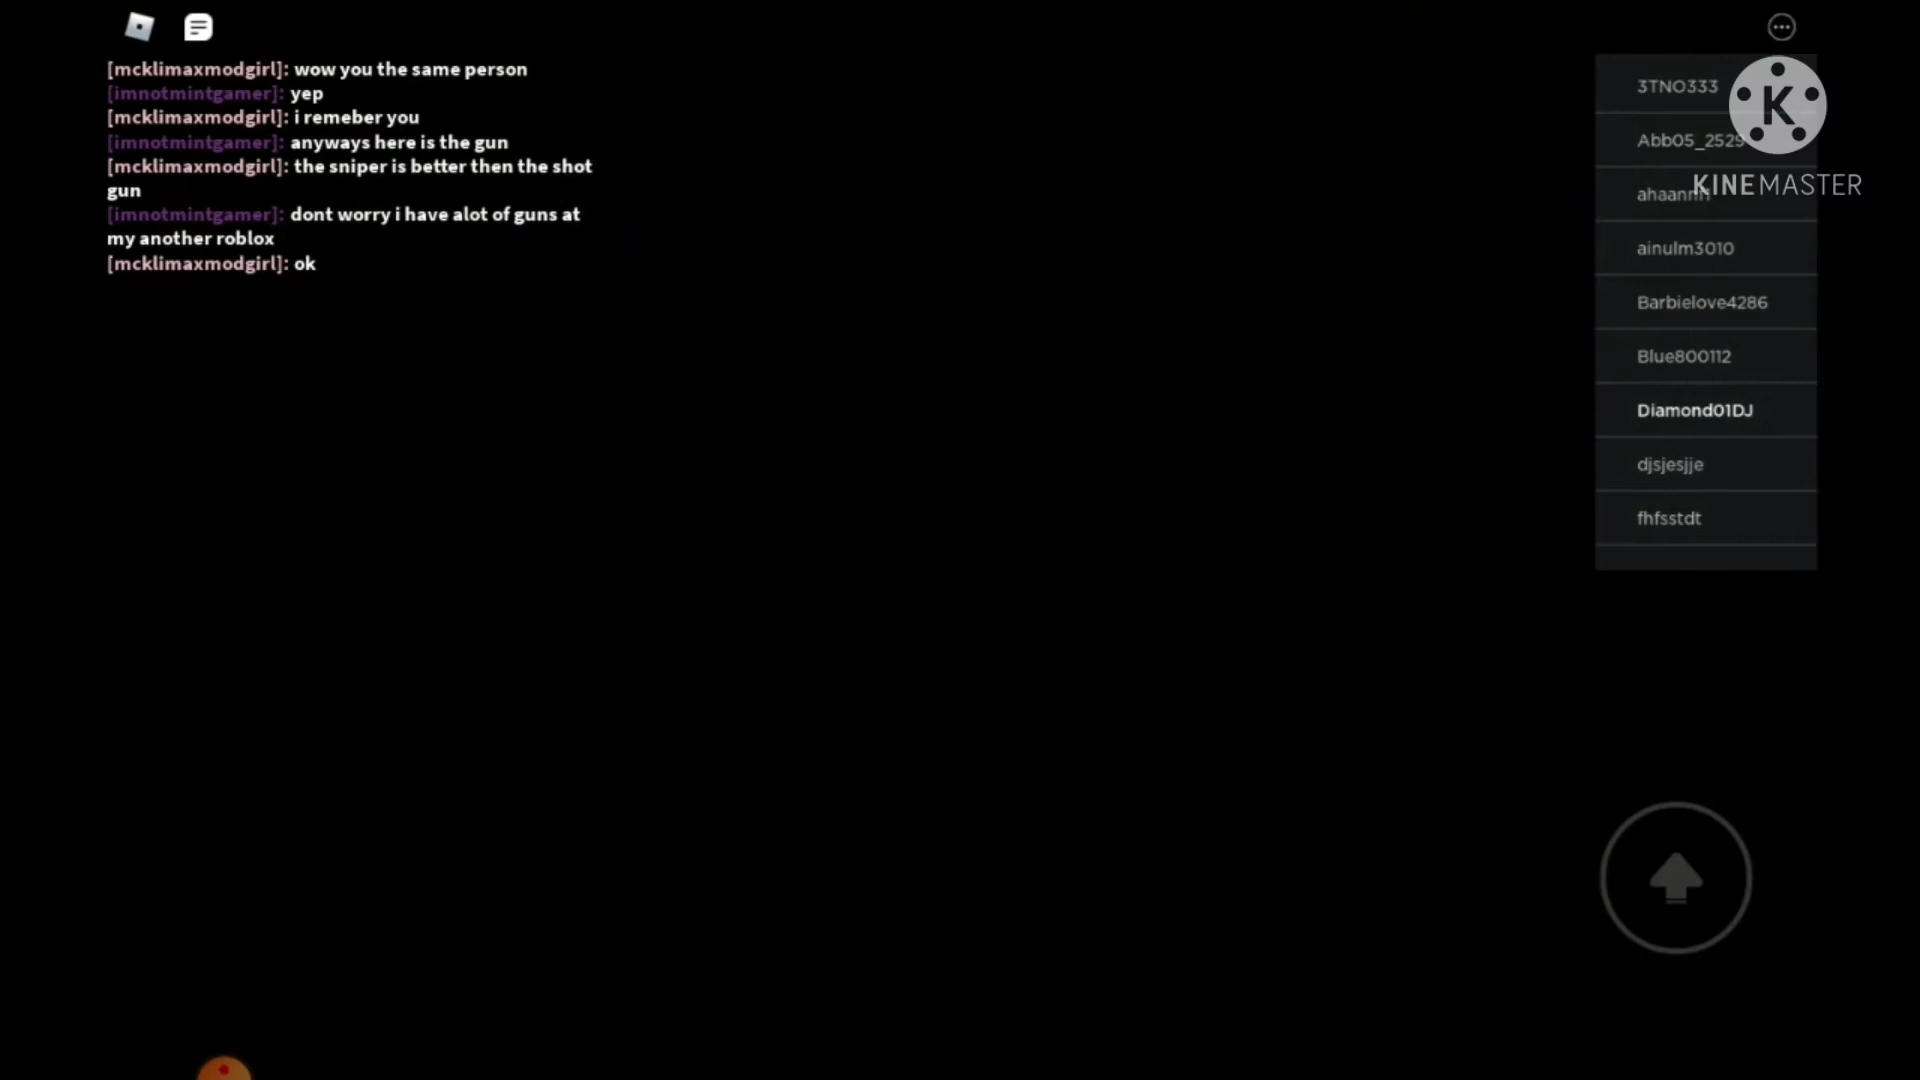 [mcklimaxmodgirl]: wow you the same person
[imnotmintgamer]: yep
[mcklimaxmodgirl]: i remeber you
[imnotmintgamer]: anyways here is the gun
[mcklimaxmodgirl]: the sniper is better then the shot
gun
[imnotmintgamer]: dont worry i have alot of guns at
my another roblox
[mcklimaxmodgirl]: ok
3TNO333
Abb05_2529
ainulm3010
Barbielove4286
Blue800112
Diamond01DJ
djsjesjje
fhfsstdt
K
KINEMASTER